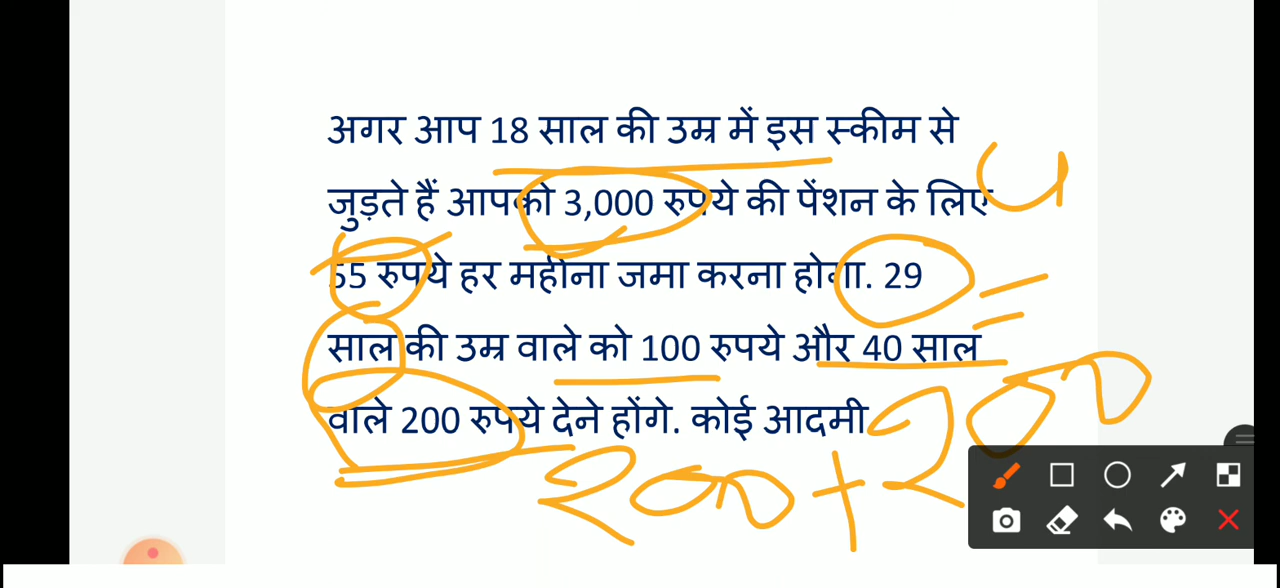 अगर आप 18 साल की उम्र में इस स्कीम से
जुड़ते हैं आपको 3,000 रुपये की पेंशन के लिए
55 रुपये हर महीना जमा करना होगा. 29
साल की उम्र वाले को 100 रुपये और 40 साल
वाले 200 रुपये देने होंगे. कोई आदमी
200+200